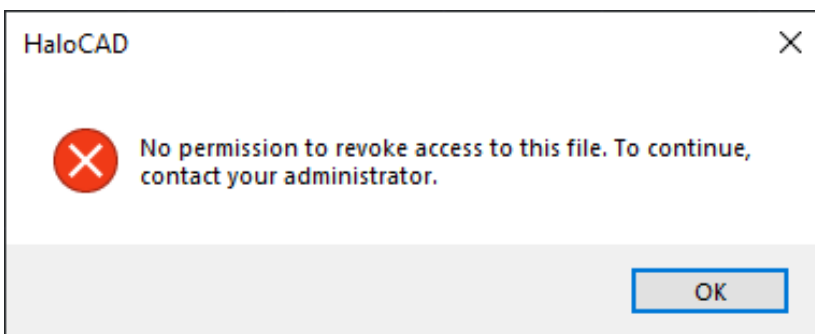 HaloCAD
No permission to revoke access to this file. To continue,
contact your administrator.
OK